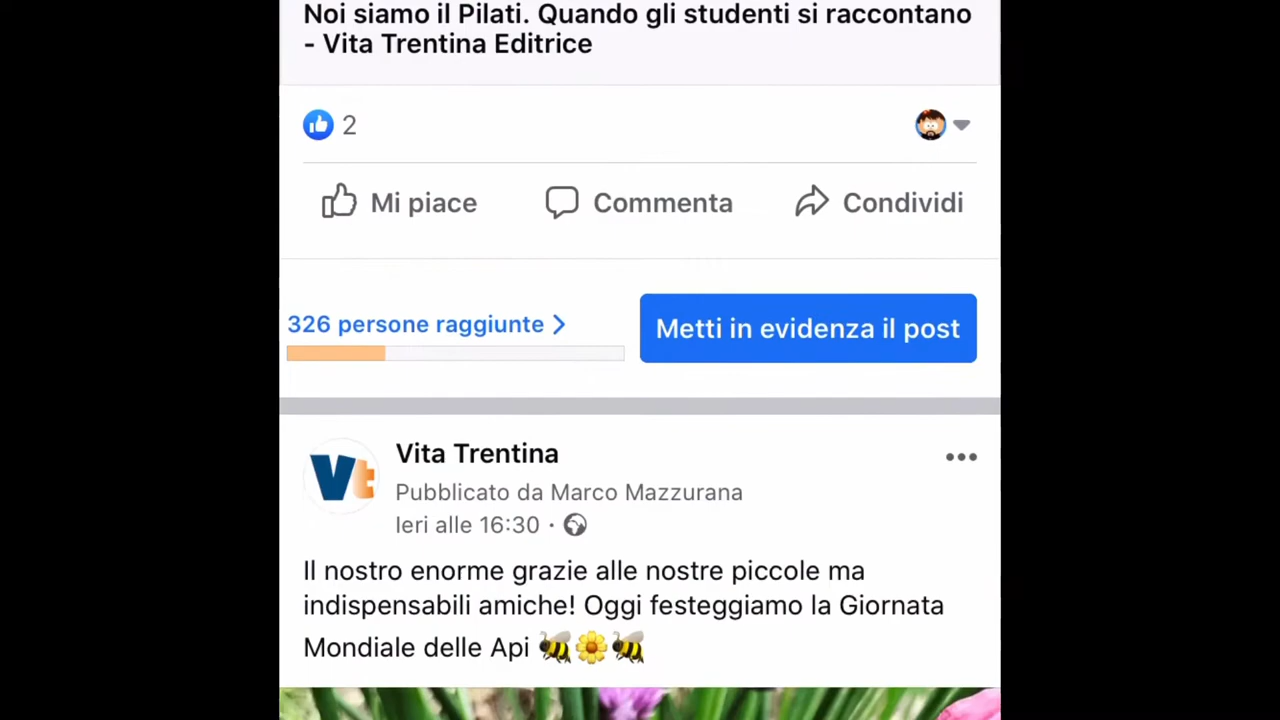 Noi siamo il Pilati. Quando gli studenti si raccontano
- Vita Trentina Editrice
2
Mi piace
Commenta
Condividi
326 persone raggiunte
Metti in evidenza il post
Vt
Vita Trentina
Pubblicato da Marco Mazzurana
Ieri alle 16:30 ·
Il nostro enorme grazie alle nostre piccole ma
indispensabili amiche! Oggi festeggiamo la Giornata
Mondiale delle Api 🐝🌼🐝